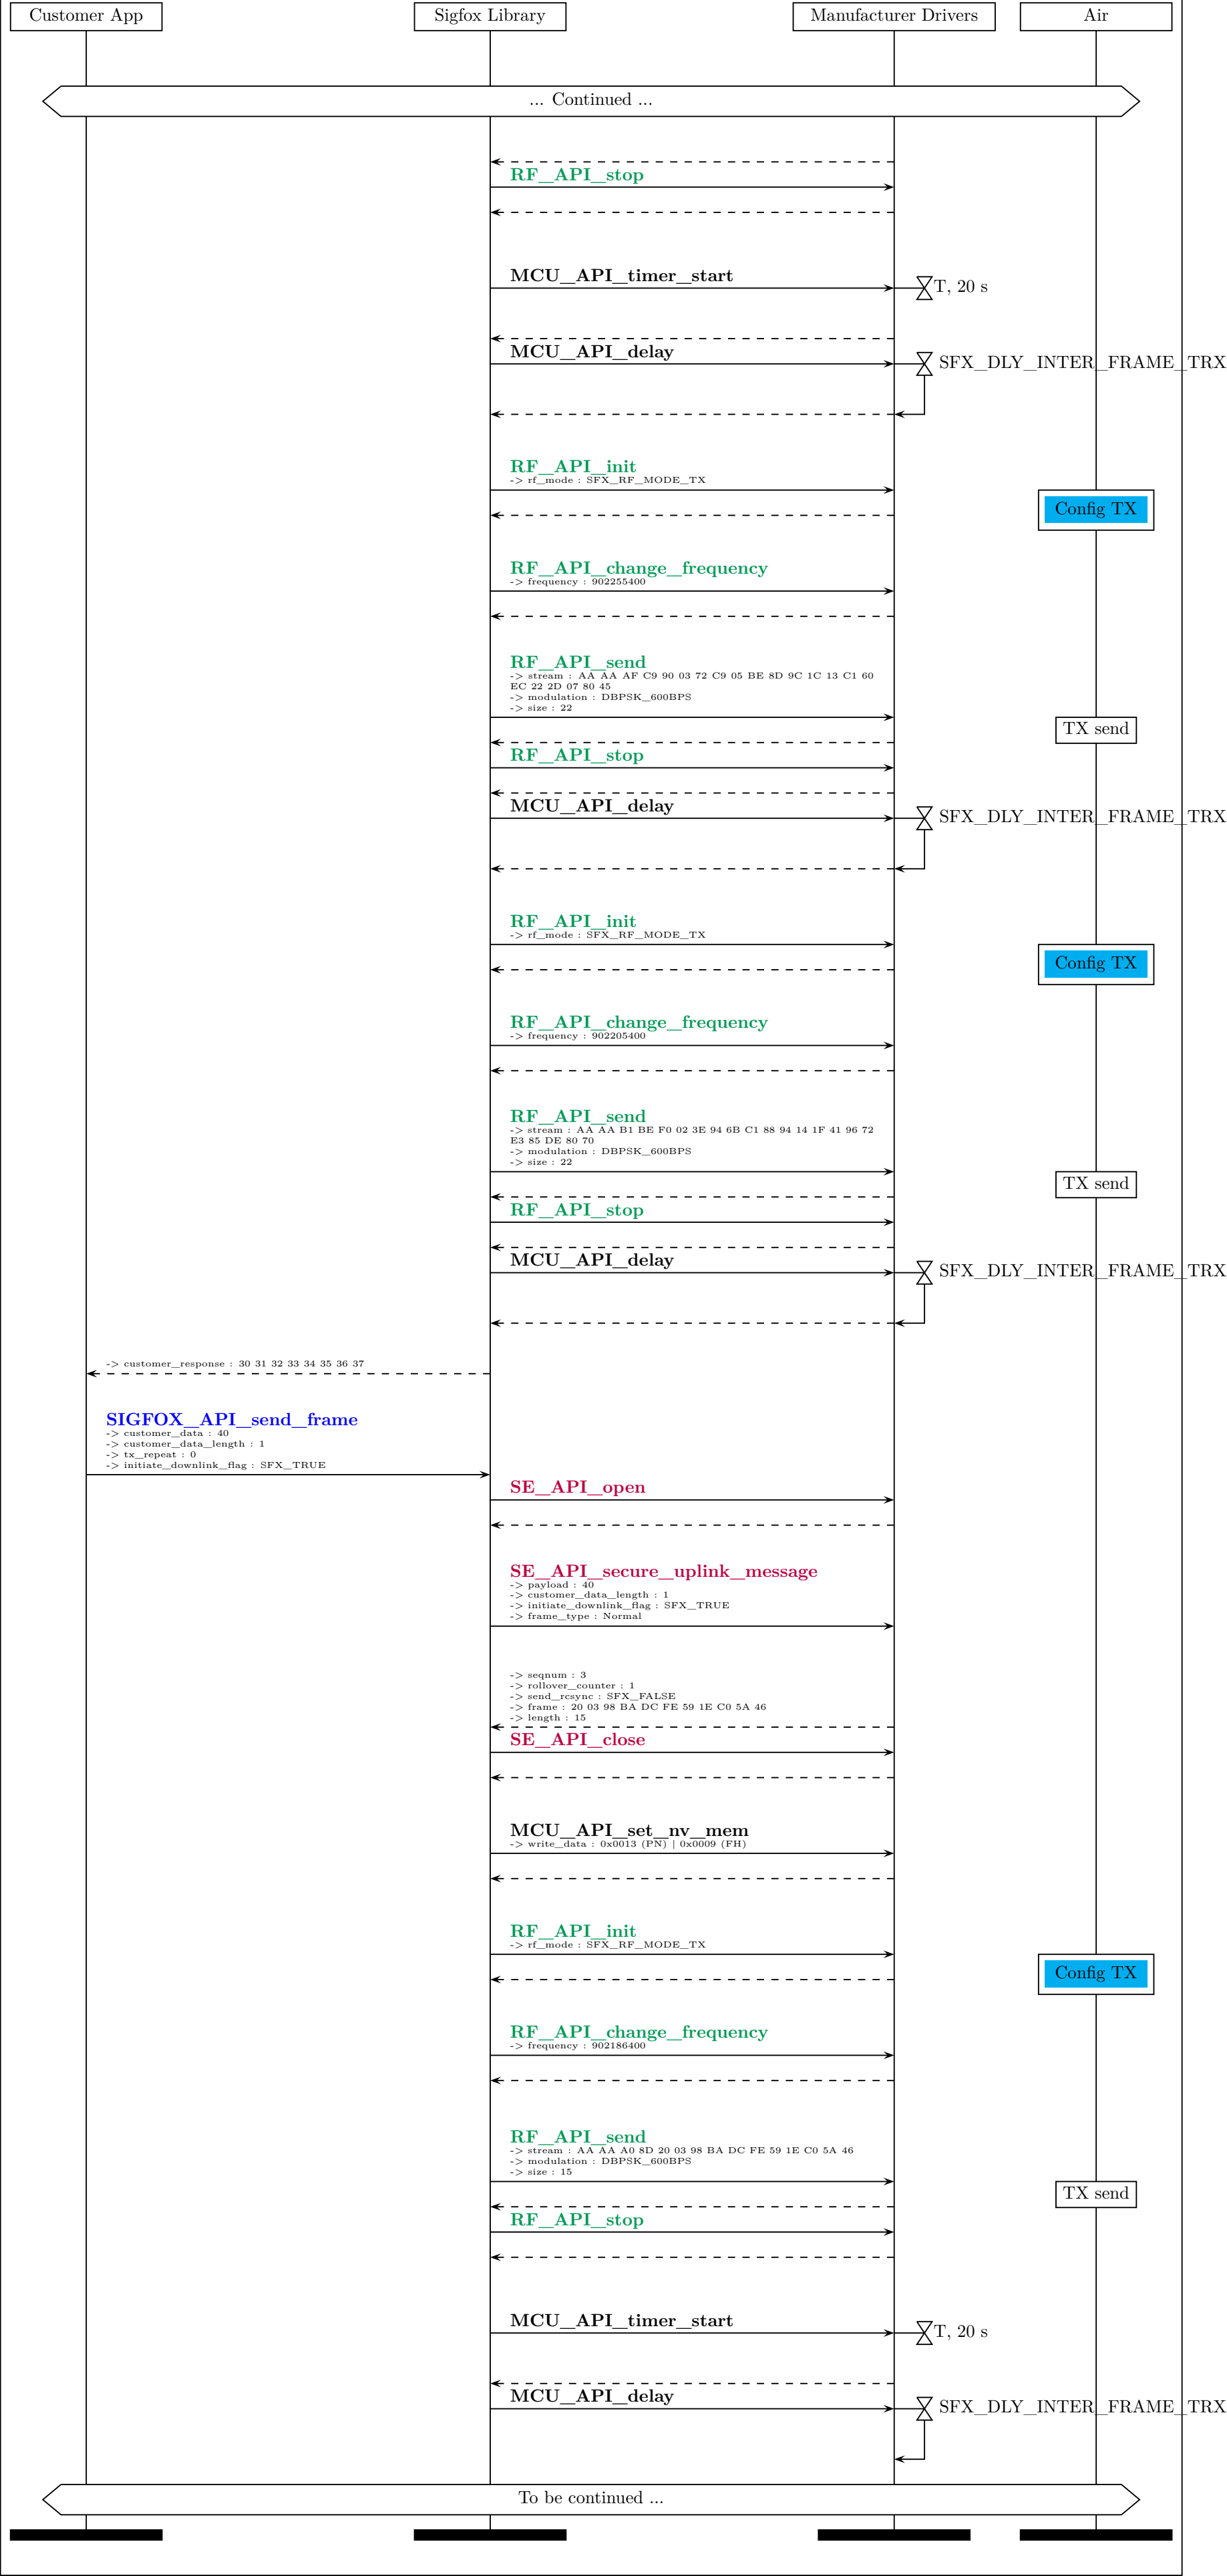 Customer App
Sigfox Library
Manufacturer Drivers
Air
... Continued ...
RF_API_stop
MCU_API_timer_start
T, 20 s
MCU_API_delay
SFX_DLY_INTER_FRAME_TRX
RF_API_init
-> rf_mode : SFX_RF_MODE_TX
Config TX
RF_API_change_frequency
-> frequency : 902255400
RF_API_send
-> stream : AA AA AF C9 90 03 72 C9 05 BE 8D 9C 1C 13 C1 60
EC 22 2D 07 80 45
-> modulation : DBPSK_600BPS
-> size : 22
TX send
RF_API_stop
MCU_API_delay
SFX_DLY_INTER_FRAME_TRX
RF_API_init
-> rf_mode : SFX_RF_MODE_TX
Config TX
RF_API_change_frequency
-> frequency : 902205400
RF_API_send
-> stream : AA AA B1 BE F0 02 3E 94 6B C1 88 94 14 1F 41 96 72
E3 85 DE 80 70
-> modulation : DBPSK_600BPS
-> size : 22
TX send
RF_API_stop
MCU_API_delay
SFX_DLY_INTER_FRAME_TRX
-> customer_response : 30 31 32 33 34 35 36 37
SIGFOX_API_send_frame
-> customer_data : 40
-> customer_data_length : 1
-> tx_repeat : 0
-> initiate_downlink_flag : SFX_TRUE
SE_API_open
SE_API_secure_uplink_message
-> payload : 40
-> customer_data_length : 1
-> initiate_downlink_flag : SFX_TRUE
-> frame_type : Normal
-> seqnum : 3
-> rollover_counter : 1
-> send_rcsync : SFX_FALSE
-> frame : 20 03 98 BA DC FE 59 1E C0 5A 46
-> length : 15
SE_API_close
MCU_API_set_nv_mem
-> write_data : 0x0013 (PN) | 0x0009 (FH)
RF_API_init
-> rf_mode : SFX_RF_MODE_TX
Config TX
RF_API_change_frequency
-> frequency : 902186400
RF_API_send
-> stream : AA AA A0 8D 20 03 98 BA DC FE 59 1E C0 5A 46
-> modulation : DBPSK_600BPS
-> size : 15
TX send
RF_API_stop
MCU_API_timer_start
T, 20 s
MCU_API_delay
SFX_DLY_INTER_FRAME_TRX
To be continued ...